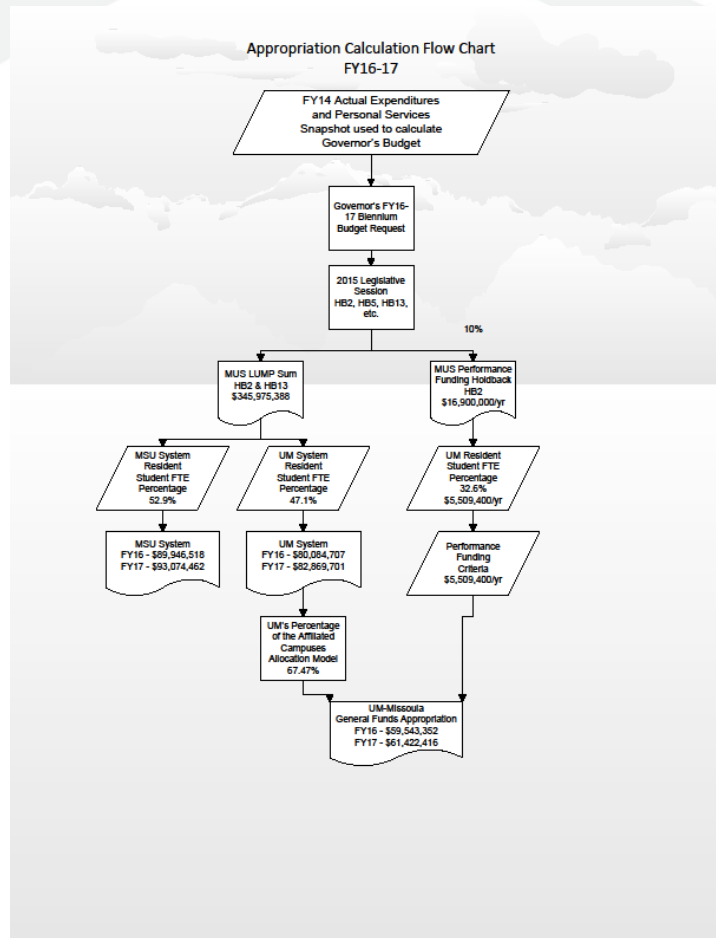 Appropriation Calculation Flow Chart
FY16-17
FY14 Actual Expenditures
and Personal Services
Snapshot used to calculate
Governor's Budget
Governor's FY16-
17 Biennium
Budget Request
2015 Legislative
Session
HB2, HB5, HB13,
etc.
10%
MUS LUMP Sum
HB2 & HB13
$345,975,388
MUS Performance
Funding Holdback
HB2
$16,900,000/yr
MSU System
Resident
Student FTE
Percentage
52.9%
UM System
Resident
Student FTE
Percentage
47.1%
UM Resident
Student FTE
Percentage
32.6%
$5,509,400/yr
MSU System
FY16 - $89,946,518
FY17 - $93,074,462
UM System
FY16 - $80,084,707
FY17 - $82,869,701
Performance
Funding
Criteria
$5,509,400/yr
UM's Percentage
of the Affiliated
Campuses
Allocation Model
67.47%
UM-Missoula
General Funds Appropriation
FY16 - $59,543,352
FY17 - $61,422,416